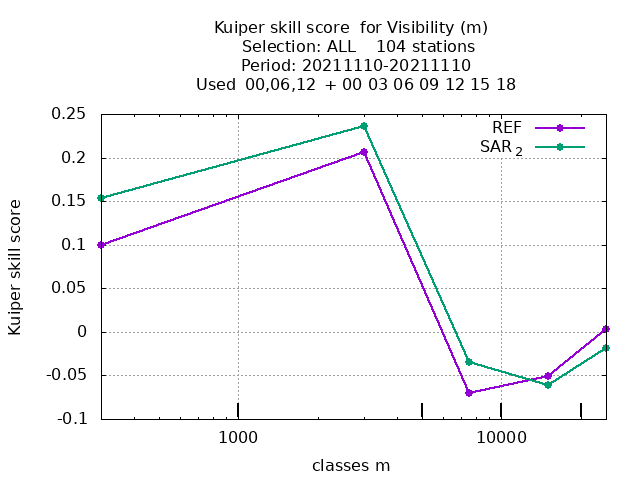 Kuiper skill score  for Visibility (m)
Selection: ALL    104 stations
Period: 20211110-20211110
Used  00,06,12  + 00 03 06 09 12 15 18
REF
SAR 2
0.25
0.2
0.15
0.1
0.05
0
-0.05
-0.1
Kuiper skill score
1000
10000
classes m